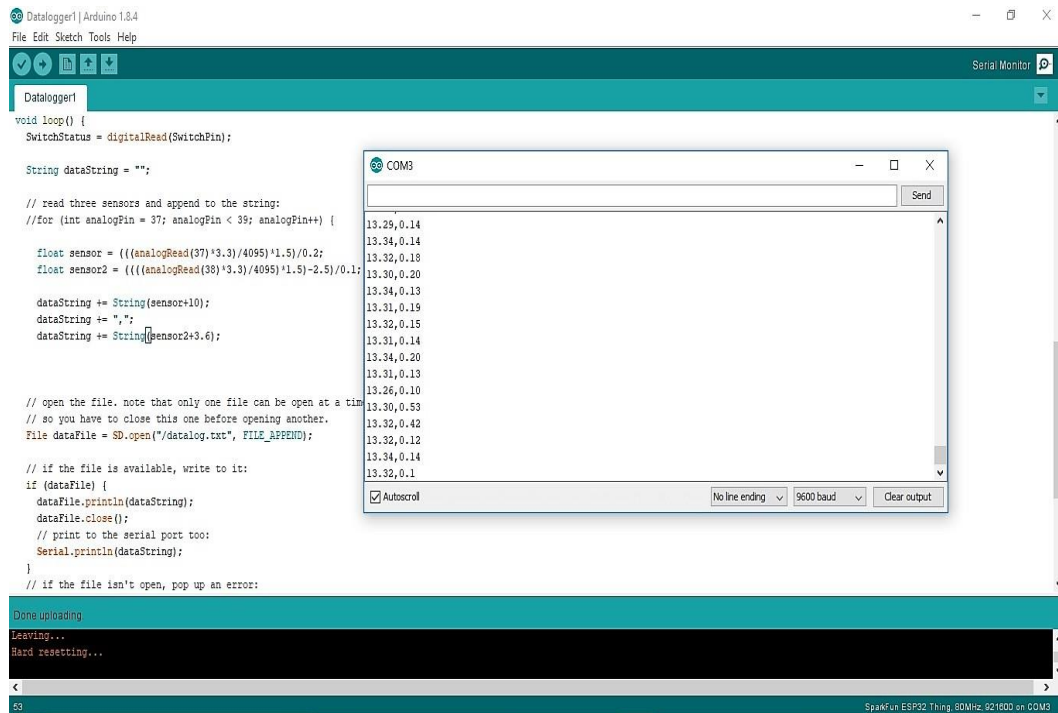 Datalogger1 | Arduino 1.8.4
File Edit Sketch Tools Help
Serial Monitor
Datalogger1
void loop() {
SwitchStatus = digitalRead(SwitchPin);
String dataString = "";
// read three sensors and append to the string:
//for (int analogPin = 37; analogPin < 39; analogPin++) {
float sensor = (((analogRead(37)*3.3)/4095)*1.5)/0.2;
float sensor2 = ((((analogRead(38)*3.3)/4095)*1.5)-2.5)/0.1;
dataString += String(sensor+10);
dataString += ",";
dataString += String(sensor2+3.6);
// open the file. note that only one file can be open at a tim
// so you have to close this one before opening another.
File dataFile = SD.open("/datalog.txt", FILE_APPEND);
// if the file is available, write to it:
if (dataFile) {
dataFile.println(dataString);
dataFile.close();
// print to the serial port too:
Serial.println(dataString);
}
// if the file isn't open, pop up an error:
COM3
Send
13.29,0.14
13.34,0.14
13.32,0.18
13.30,0.20
13.34,0.13
13.31,0.19
13.32,0.15
13.31,0.14
13.34,0.20
13.31,0.13
13.26,0.10
13.30,0.53
13.32,0.42
13.32,0.12
13.34,0.14
13.32,0.1
Autoscroll
No line ending
9600 baud
Clear output
Done uploading.
Leaving...
Hard resetting...
53
SparkFun ESP32 Thing, 80MHz, 921600 on COM3